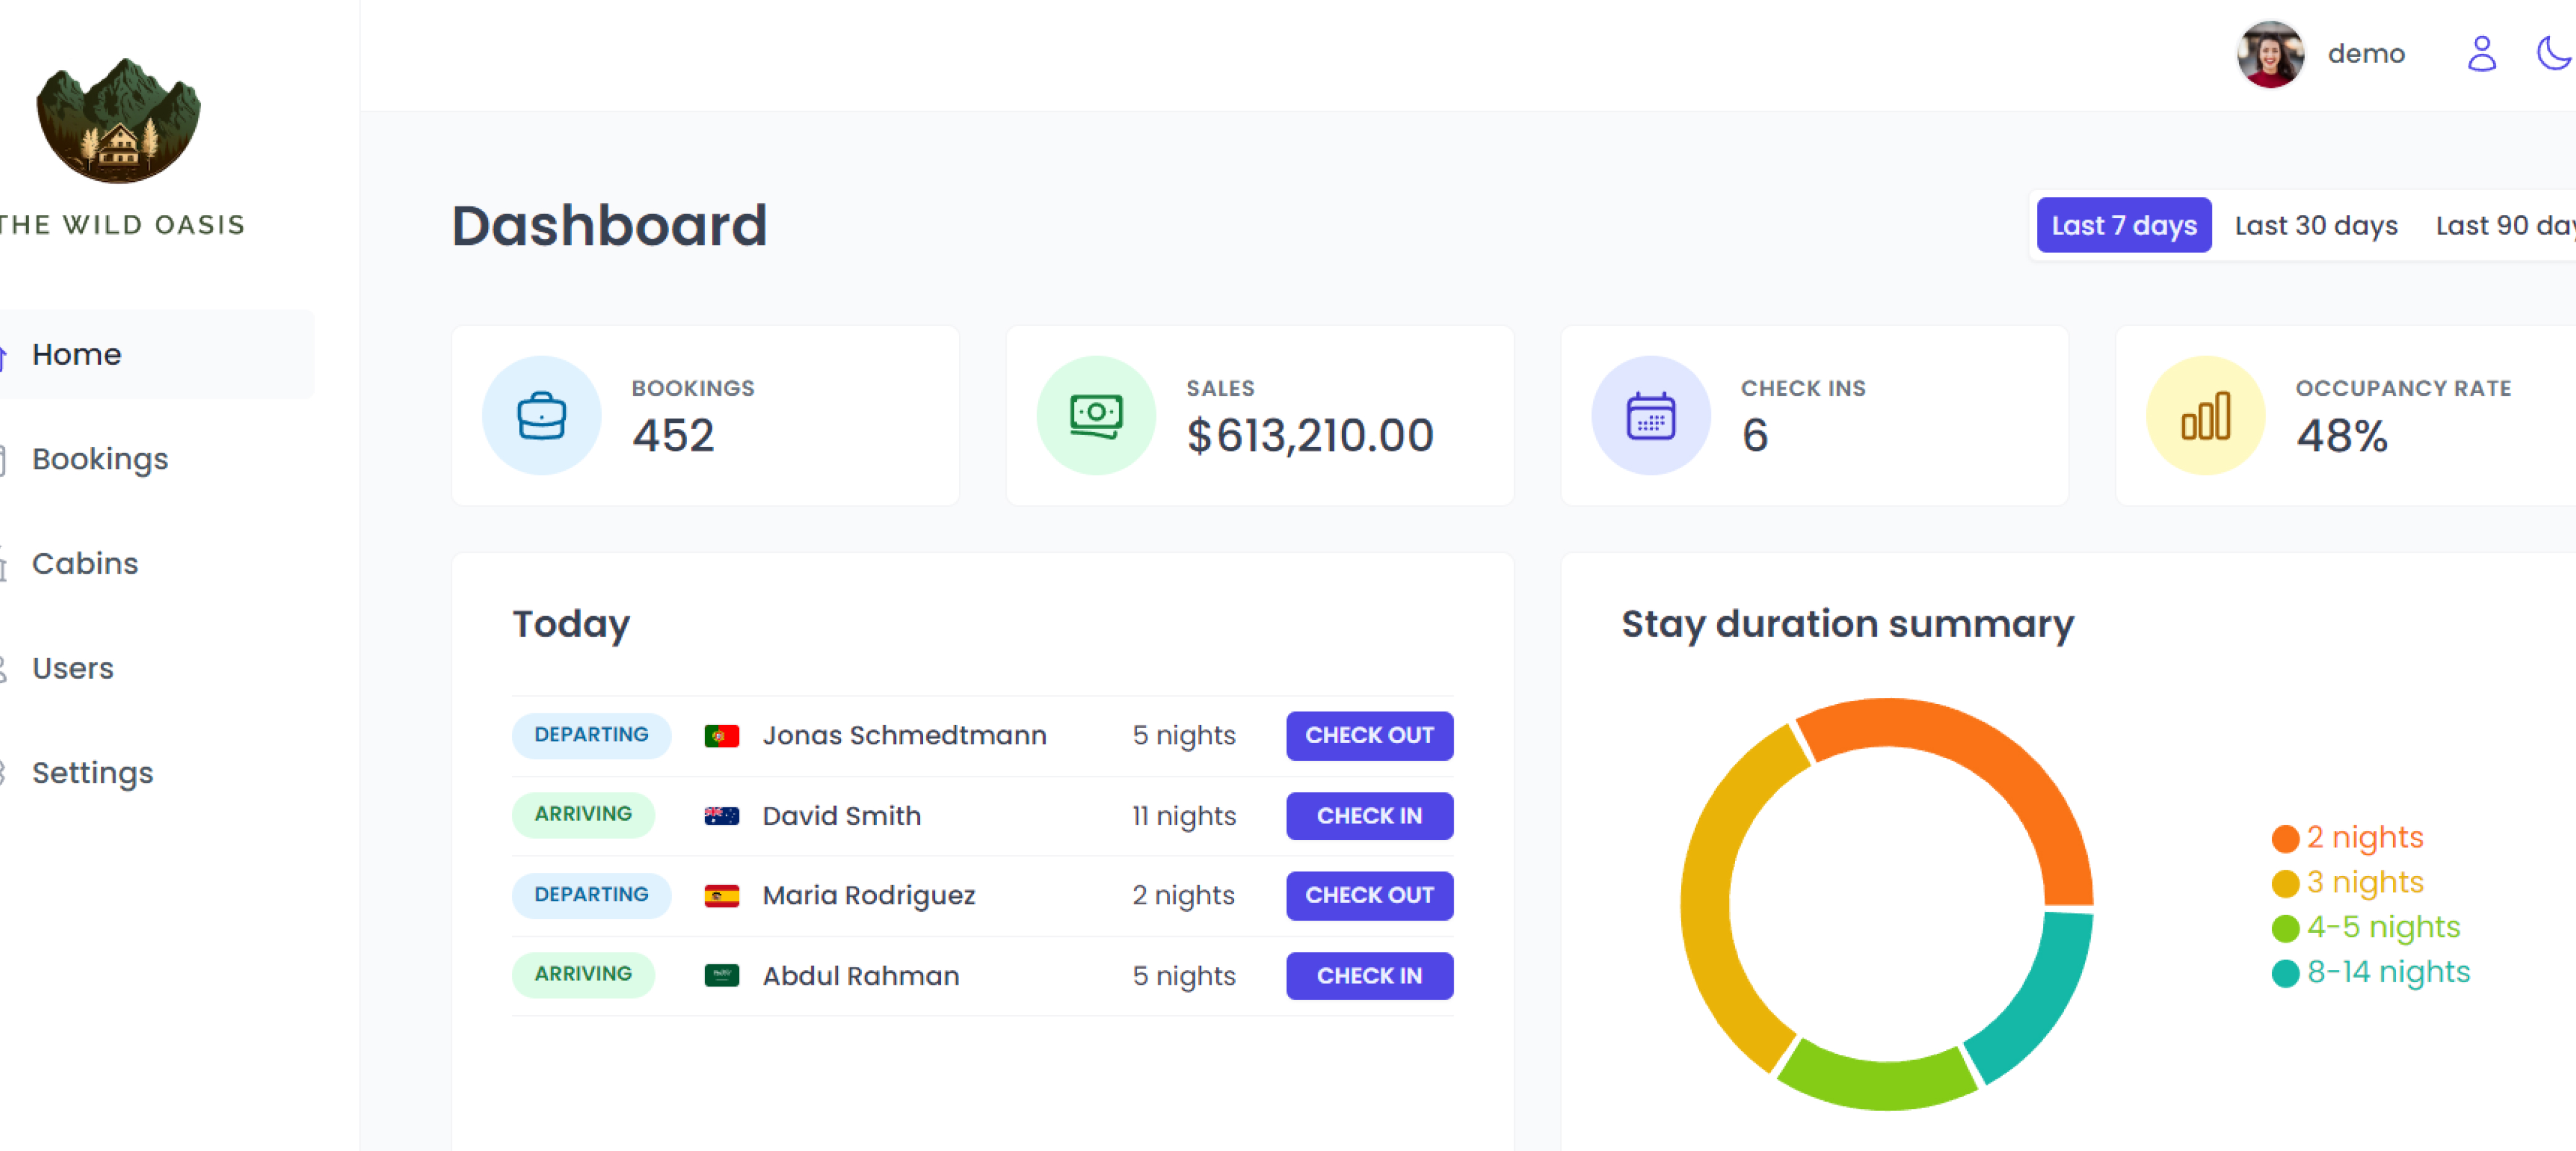 THE WILD OASIS
Home
Bookings
Cabins
Users
Settings
demo
Dashboard
Last 7 days Last 30 days Last 90
BOOKINGS
452
SALES
$613,210.00
CHECK INS
6
OCCUPANCY RATE
48%
Today
DEPARTING Jonas Schmedtmann 5 nights CHECK OUT
ARRIVING David Smith 11 nights CHECK IN
DEPARTING Maria Rodriguez 2 nights CHECK OUT
ARRIVING Abdul Rahman 5 nights CHECK IN
Stay duration summary
2 nights
3 nights
4-5 nights
8-14 nights